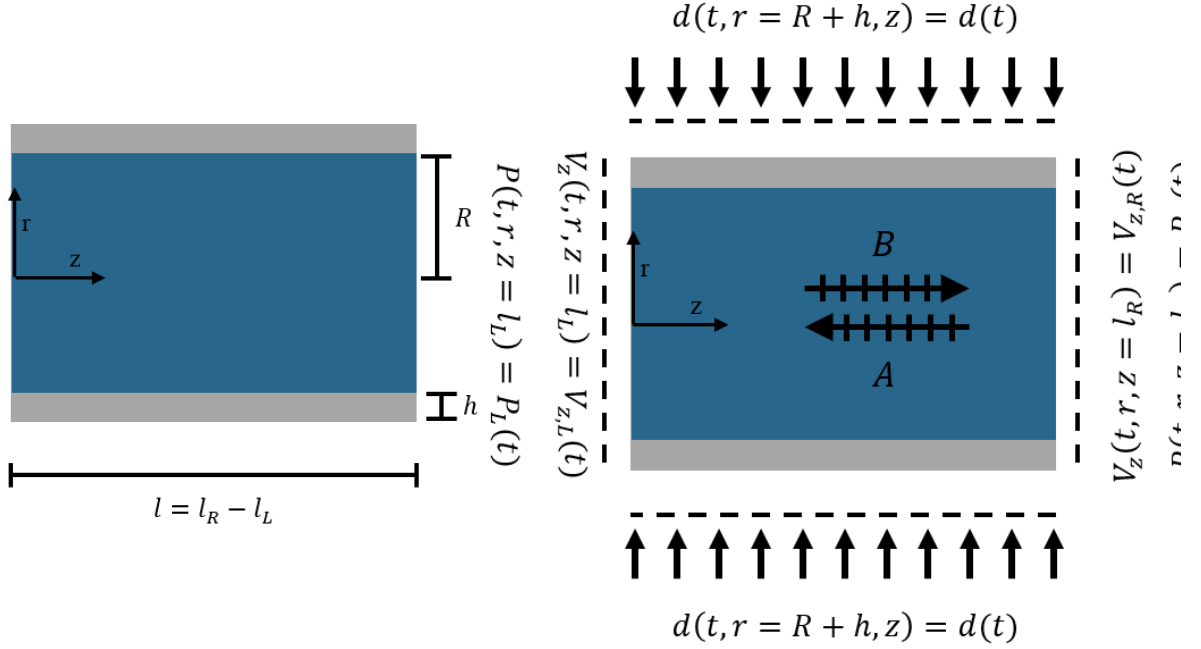 d(t, r = R + h, z) = d(t)
r
z
R
h
l = l_R − l_L
P(t, r, z = l_L) = P_L(t)
V_z(t, r, z = l_L) = V_{z,L}(t)
r
z
B
A
V_z(t, r, z = l_R) = V_{z,R}(t)
d(t, r = R + h, z) = d(t)